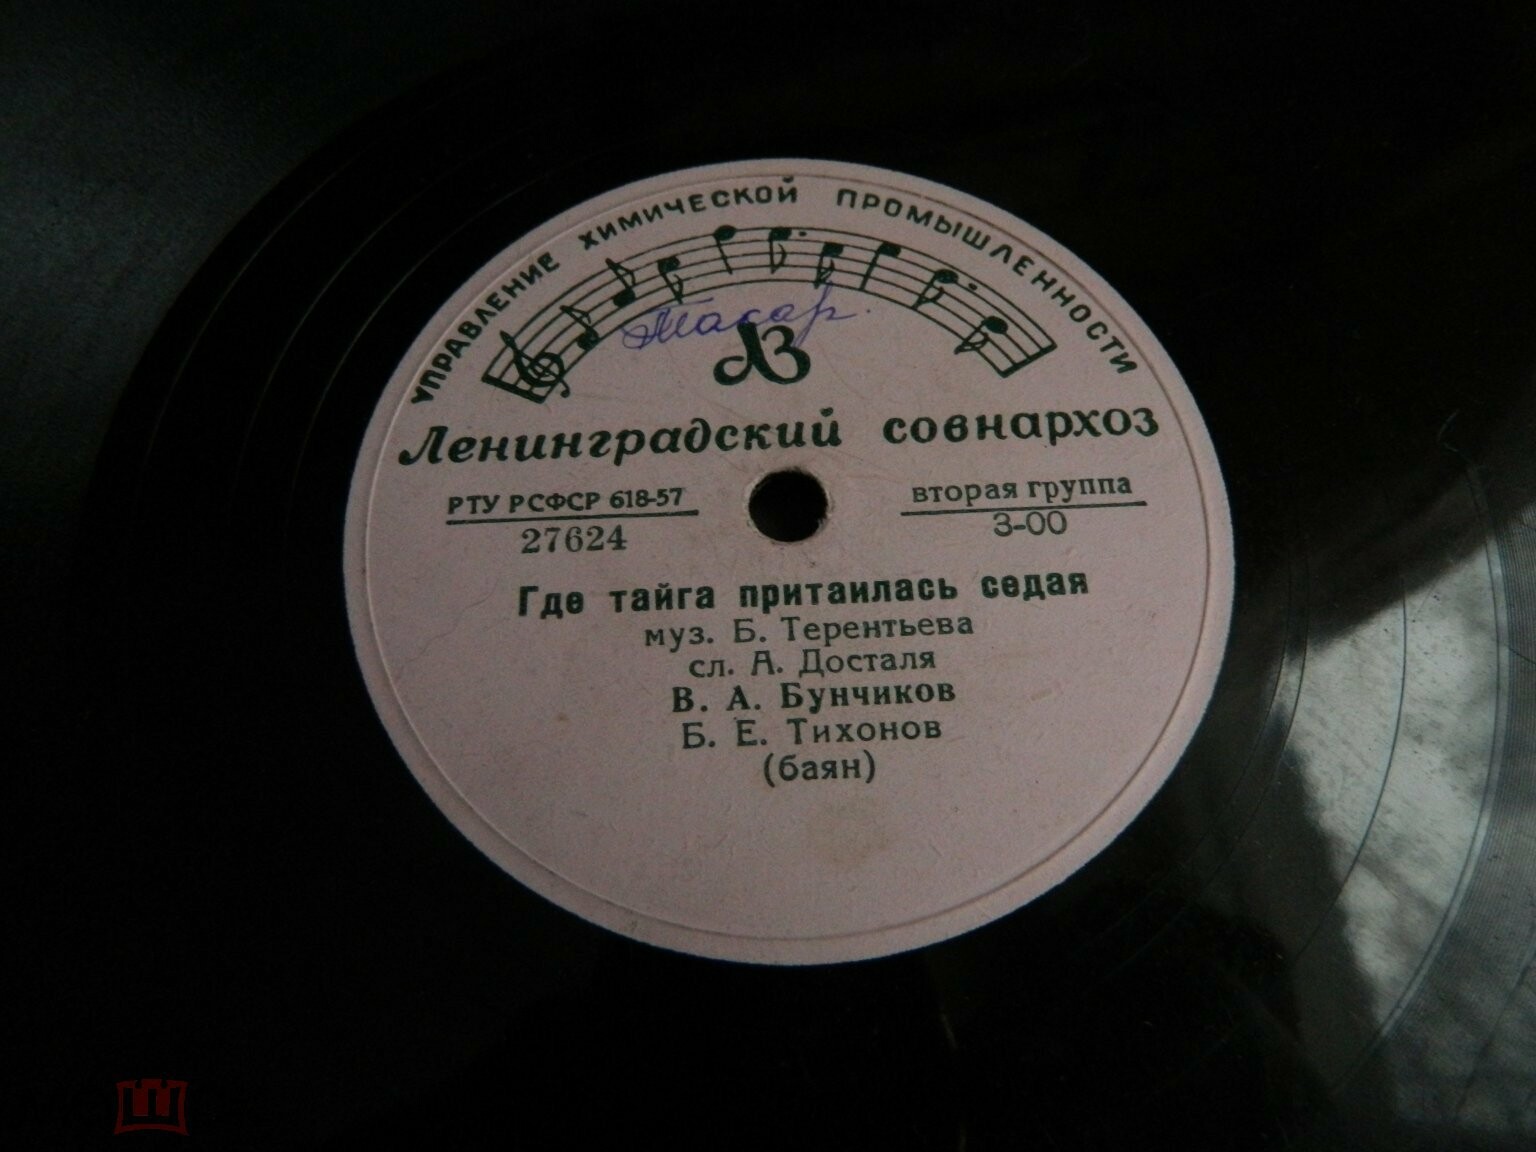 УПРАВЛЕНИЕ ХИМИЧЕСКОЙ ПРОМЫШЛЕННОСТИ
ЛЗ
Ленинградский совнархоз
РТУ РСФСР 618-57
27624
вторая группа
3-00
Где тайга притаилась седая
муз. Б. Терентьева
сл. А. Досталя
В. А. Бунчиков
Б. Е. Тихонов
(баян)